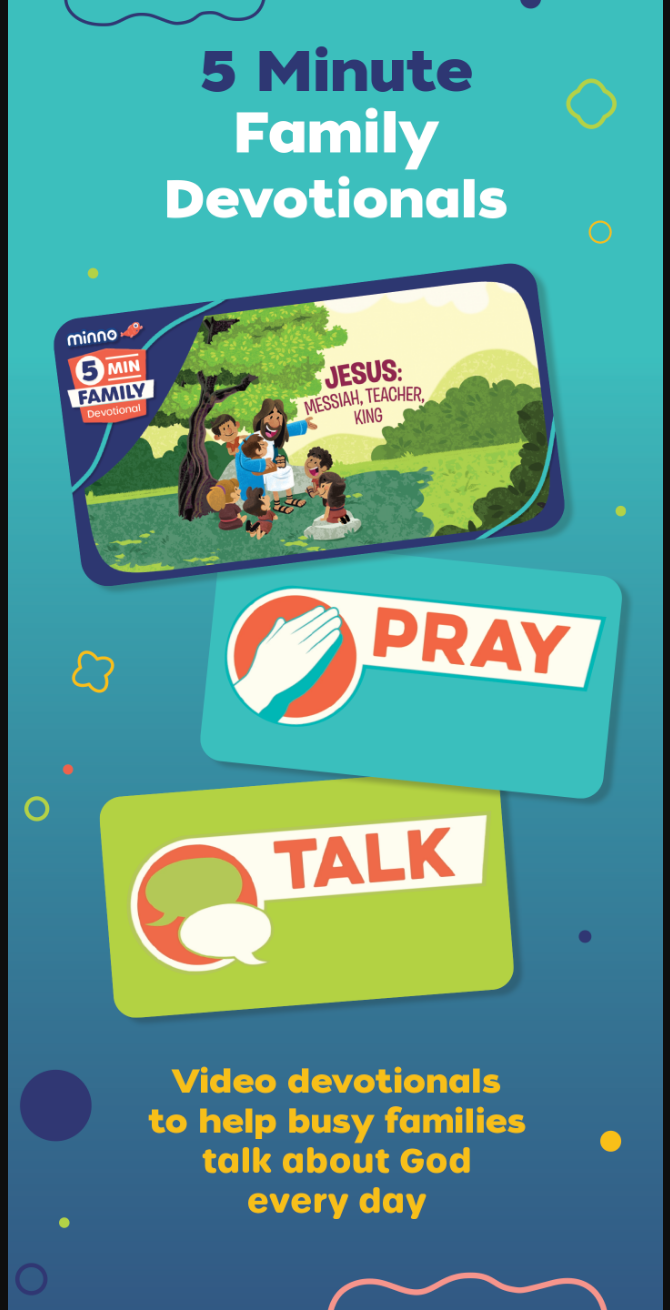 5 Minute
Family
Devotionals
minno
5 MIN
FAMILY
Devotional
JESUS:
MESSIAH, TEACHER,
KING
PRAY
TALK
Video devotionals
to help busy families
talk about God
every day